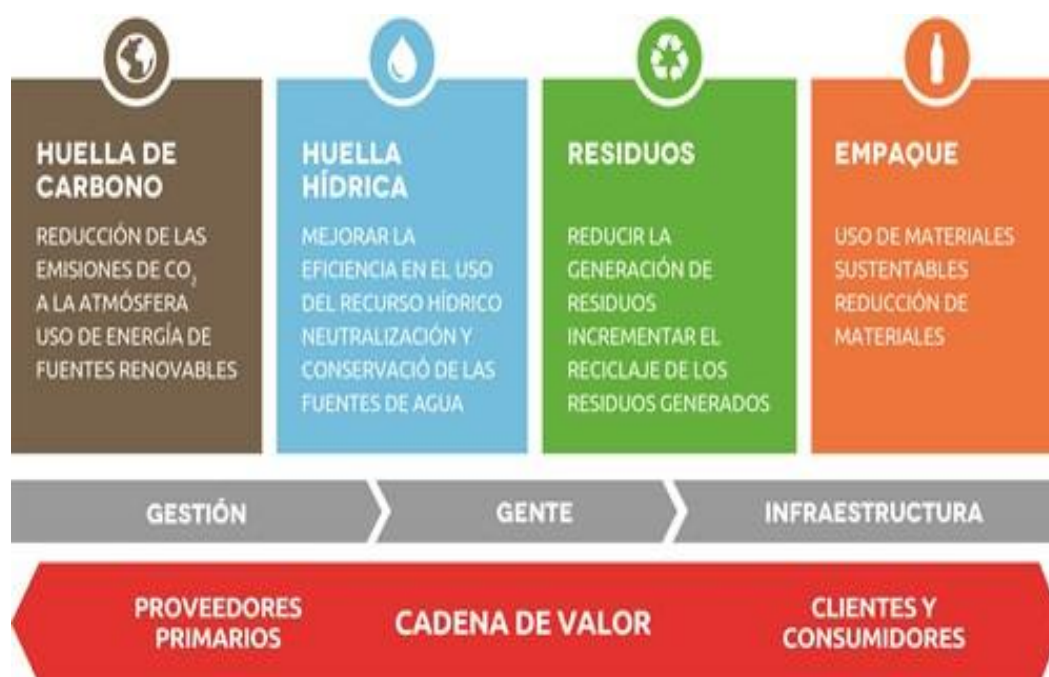 HUELLA DE
CARBONO
REDUCCIÓN DE LAS
EMISIONES DE CO₂
A LA ATMÓSFERA
USO DE ENERGÍA DE
FUENTES RENOVABLES
HUELLA
HÍDRICA
MEJORAR LA
EFICIENCIA EN EL USO
DEL RECURSO HÍDRICO
NEUTRALIZACIÓN Y
CONSERVACIÓ DE LAS
FUENTES DE AGUA
RESIDUOS
REDUCIR LA
GENERACIÓN DE
RESIDUOS
INCREMENTAR EL
RECICLAJE DE LOS
RESIDUOS GENERADOS
EMPAQUE
USO DE MATERIALES
SUSTENTABLES
REDUCCIÓN DE
MATERIALES
GESTIÓN
GENTE
INFRAESTRUCTURA
PROVEEDORES
PRIMARIOS
CADENA DE VALOR
CLIENTES Y
CONSUMIDORES